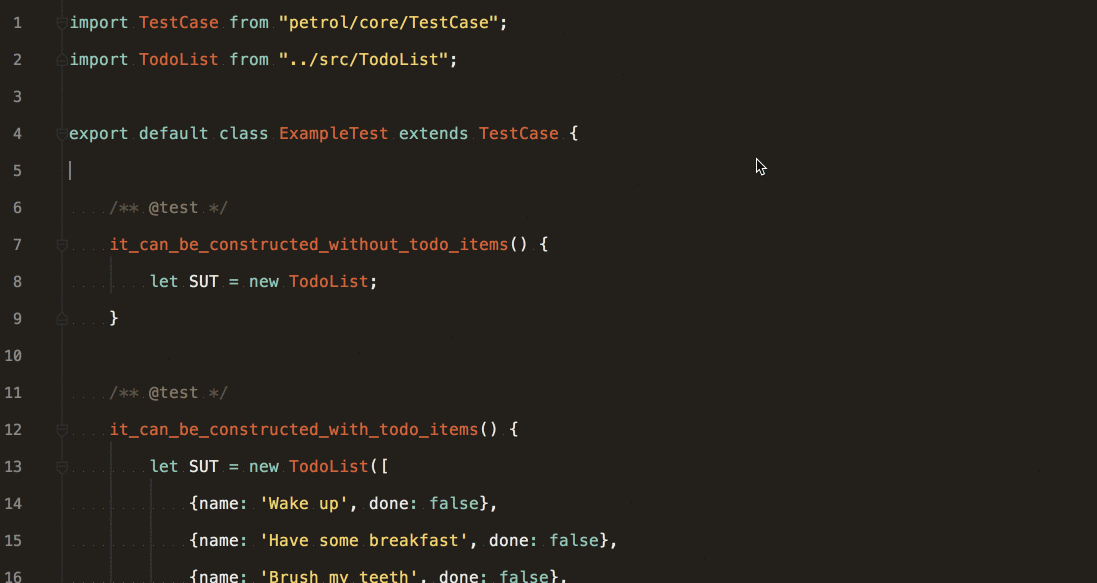 1 import TestCase from "petrol/core/TestCase";
2 import TodoList from "../src/TodoList";
3
4 export default class ExampleTest extends TestCase {
5
6 /** @test */
7 it_can_be_constructed_without_todo_items() {
8 let SUT = new TodoList;
9 }
10
11 /** @test */
12 it_can_be_constructed_with_todo_items() {
13 let SUT = new TodoList([
14 {name: 'Wake up', done: false},
15 {name: 'Have some breakfast', done: false},
16 {name: 'Brush my teeth', done: false},